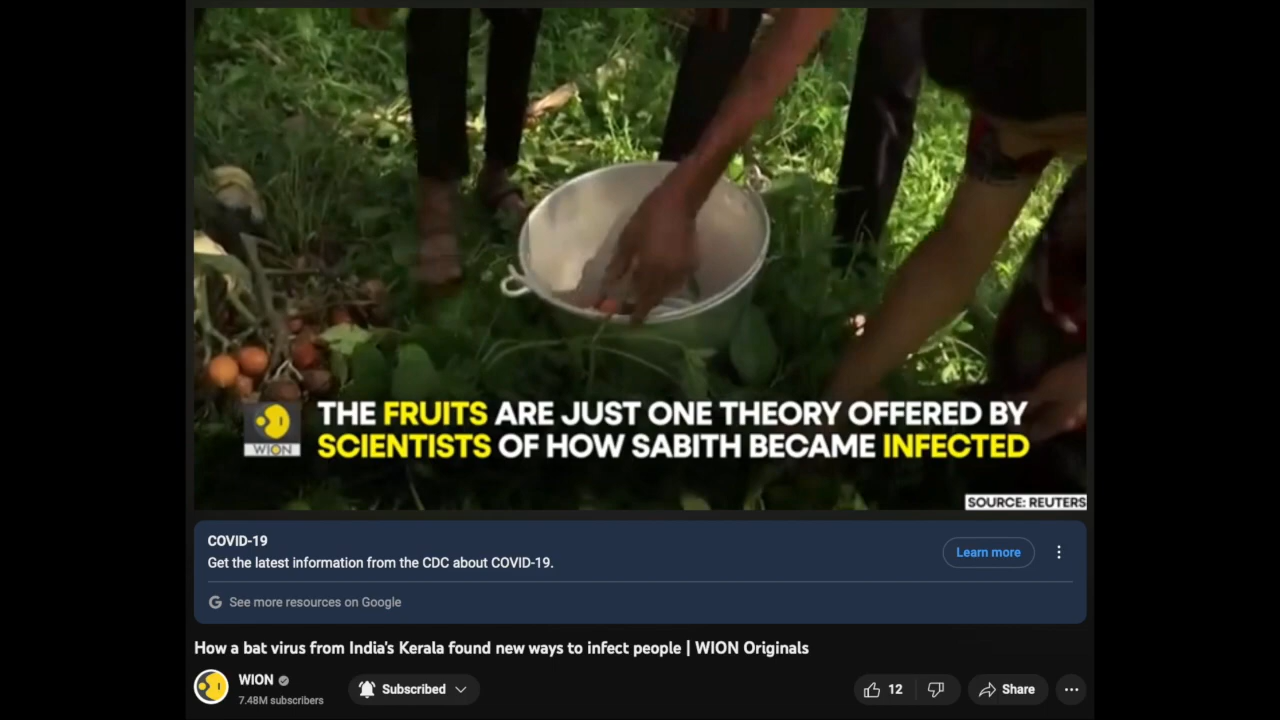 THE FRUITS ARE JUST ONE THEORY OFFERED BY
SCIENTISTS OF HOW SABITH BECAME INFECTED
WION
SOURCE: REUTERS
COVID-19
Get the latest information from the CDC about COVID-19.
Learn more
See more resources on Google
How a bat virus from India's Kerala found new ways to infect people | WION Originals
WION
7.48M subscribers
Subscribed
12
Share